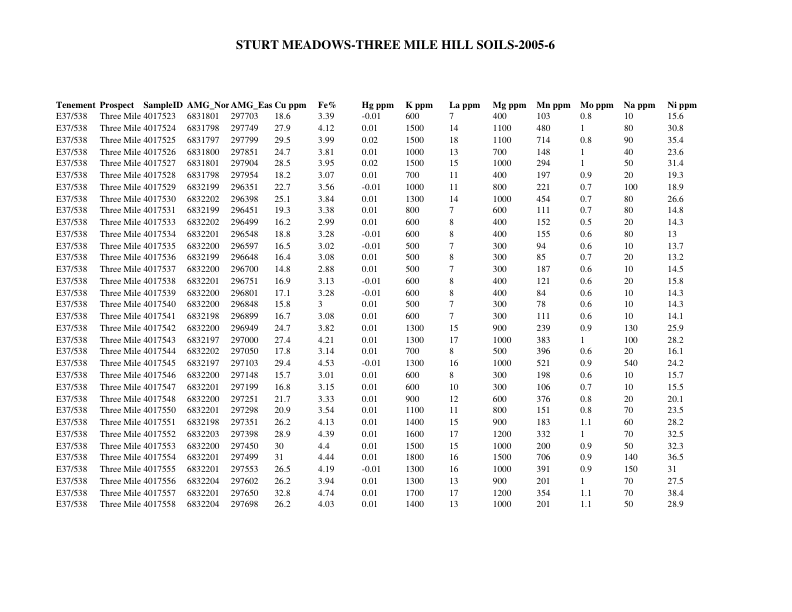 STURT MEADOWS-THREE MILE HILL SOILS-2005-6
Tenement Prospect SampleID AMG_Nor AMG_Eas Cu ppm Fe% Hg ppm K ppm La ppm Mg ppm Mn ppm Mo ppm Na ppm Ni ppm
E37/538 Three Mile 4017523 6831801 297703 18.6 3.39 -0.01 600 7 400 103 0.8 10 15.6
E37/538 Three Mile 4017524 6831798 297749 27.9 4.12 0.01 1500 14 1100 480 1 80 30.8
E37/538 Three Mile 4017525 6831797 297799 29.5 3.99 0.02 1500 18 1100 714 0.8 90 35.4
E37/538 Three Mile 4017526 6831800 297851 24.7 3.81 0.01 1000 13 700 148 1 40 23.6
E37/538 Three Mile 4017527 6831801 297904 28.5 3.95 0.02 1500 15 1000 294 1 50 31.4
E37/538 Three Mile 4017528 6831798 297954 18.2 3.07 0.01 700 11 400 197 0.9 20 19.3
E37/538 Three Mile 4017529 6832199 296351 22.7 3.56 -0.01 1000 11 800 221 0.7 100 18.9
E37/538 Three Mile 4017530 6832202 296398 25.1 3.84 0.01 1300 14 1000 454 0.7 80 26.6
E37/538 Three Mile 4017531 6832199 296451 19.3 3.38 0.01 800 7 600 111 0.7 80 14.8
E37/538 Three Mile 4017533 6832202 296499 16.2 2.99 0.01 600 8 400 152 0.5 20 14.3
E37/538 Three Mile 4017534 6832201 296548 18.8 3.28 -0.01 600 8 400 155 0.6 80 13
E37/538 Three Mile 4017535 6832200 296597 16.5 3.02 -0.01 500 7 300 94 0.6 10 13.7
E37/538 Three Mile 4017536 6832199 296648 16.4 3.08 0.01 500 8 300 85 0.7 20 13.2
E37/538 Three Mile 4017537 6832200 296700 14.8 2.88 0.01 500 7 300 187 0.6 10 14.5
E37/538 Three Mile 4017538 6832201 296751 16.9 3.13 -0.01 600 8 400 121 0.6 20 15.8
E37/538 Three Mile 4017539 6832200 296801 17.1 3.28 -0.01 600 8 400 84 0.6 10 14.3
E37/538 Three Mile 4017540 6832200 296848 15.8 3 0.01 500 7 300 78 0.6 10 14.3
E37/538 Three Mile 4017541 6832198 296899 16.7 3.08 0.01 600 7 300 111 0.6 10 14.1
E37/538 Three Mile 4017542 6832200 296949 24.7 3.82 0.01 1300 15 900 239 0.9 130 25.9
E37/538 Three Mile 4017543 6832197 297000 27.4 4.21 0.01 1300 17 1000 383 1 100 28.2
E37/538 Three Mile 4017544 6832202 297050 17.8 3.14 0.01 700 8 500 396 0.6 20 16.1
E37/538 Three Mile 4017545 6832197 297103 29.4 4.53 -0.01 1300 16 1000 521 0.9 540 24.2
E37/538 Three Mile 4017546 6832200 297148 15.7 3.01 0.01 600 8 300 198 0.6 10 15.7
E37/538 Three Mile 4017547 6832201 297199 16.8 3.15 0.01 600 10 300 106 0.7 10 15.5
E37/538 Three Mile 4017548 6832200 297251 21.7 3.33 0.01 900 12 600 376 0.8 20 20.1
E37/538 Three Mile 4017550 6832201 297298 20.9 3.54 0.01 1100 11 800 151 0.8 70 23.5
E37/538 Three Mile 4017551 6832198 297351 26.2 4.13 0.01 1400 15 900 183 1.1 60 28.2
E37/538 Three Mile 4017552 6832203 297398 28.9 4.39 0.01 1600 17 1200 332 1 70 32.5
E37/538 Three Mile 4017553 6832200 297450 30 4.4 0.01 1500 15 1000 200 0.9 50 32.3
E37/538 Three Mile 4017554 6832201 297499 31 4.44 0.01 1800 16 1500 706 0.9 140 36.5
E37/538 Three Mile 4017555 6832201 297553 26.5 4.19 -0.01 1300 16 1000 391 0.9 150 31
E37/538 Three Mile 4017556 6832204 297602 26.2 3.94 0.01 1300 13 900 201 1 70 27.5
E37/538 Three Mile 4017557 6832201 297650 32.8 4.74 0.01 1700 17 1200 354 1.1 70 38.4
E37/538 Three Mile 4017558 6832204 297698 26.2 4.03 0.01 1400 13 1000 201 1.1 50 28.9